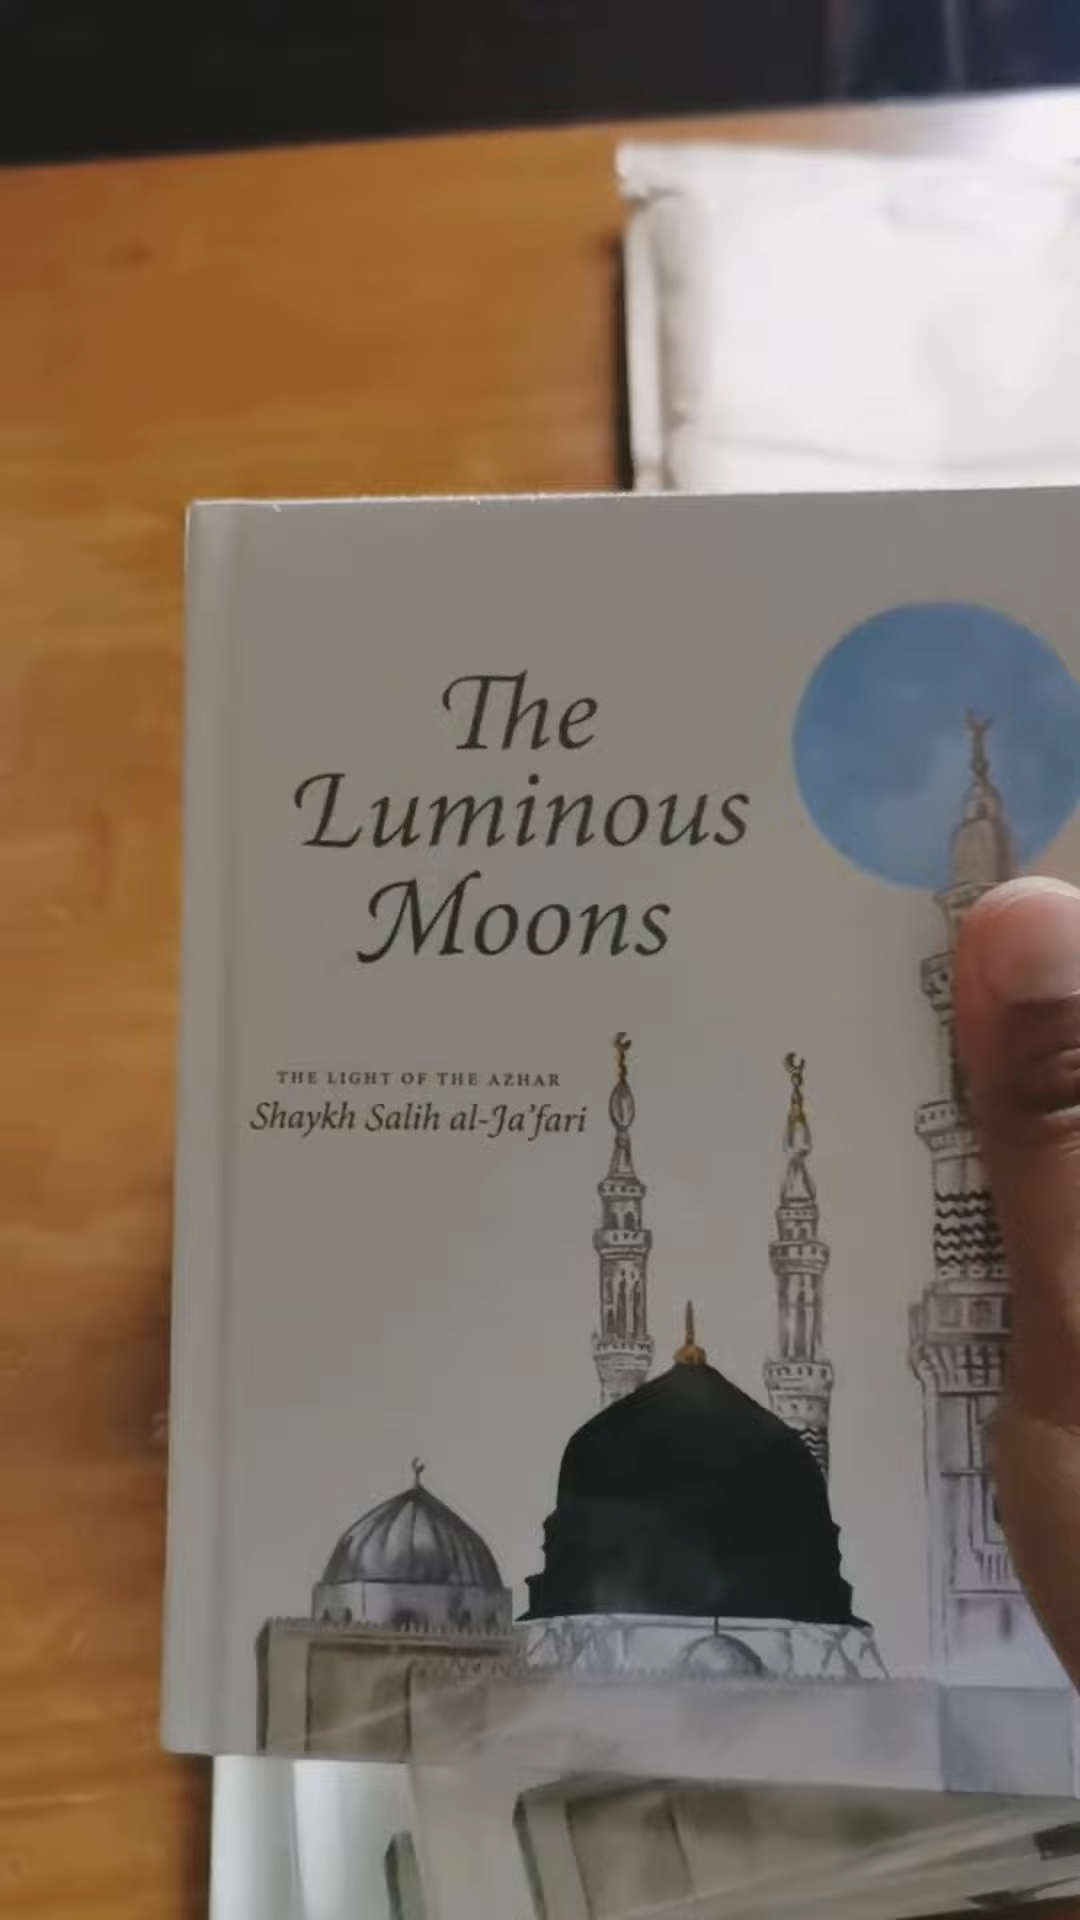 The
Luminous
Moons
THE LIGHT OF THE AZHAR
Shaykh Salih al-Ja'fari